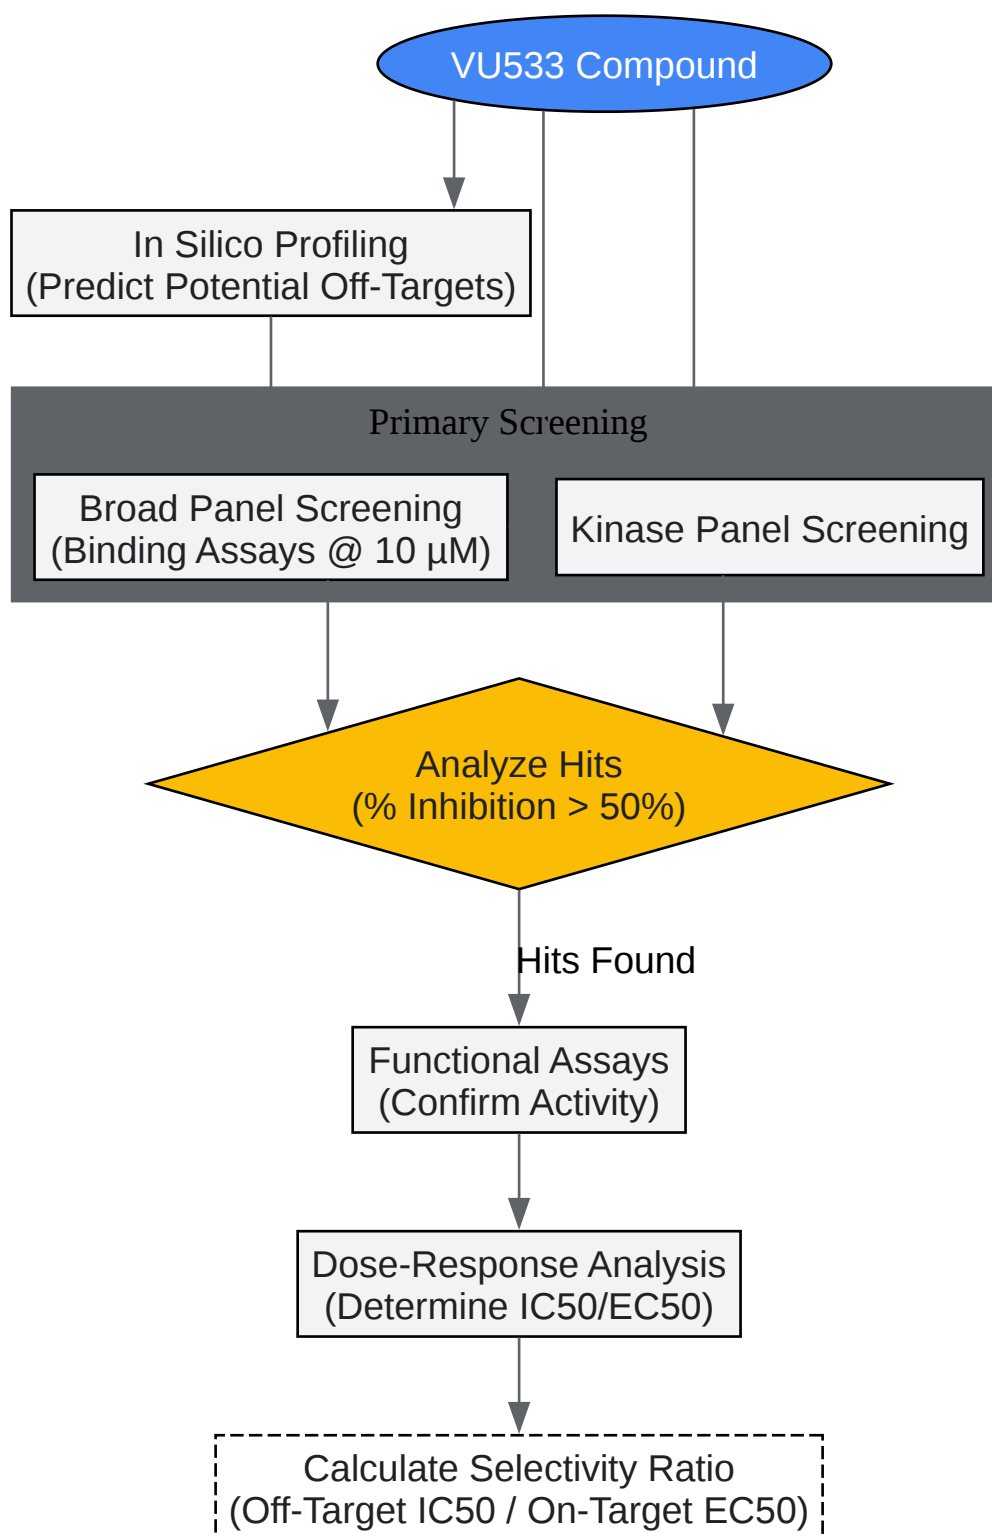 VU533 Compound
In Silico Profiling
(Predict Potential Off-Targets)
Primary Screening
Broad Panel Screening
(Binding Assays @ 10 µM)
Kinase Panel Screening
Analyze Hits
(% Inhibition > 50%)
Hits Found
Functional Assays
(Confirm Activity)
Dose-Response Analysis
(Determine IC50/EC50)
Calculate Selectivity Ratio
(Off-Target IC50 / On-Target EC50)